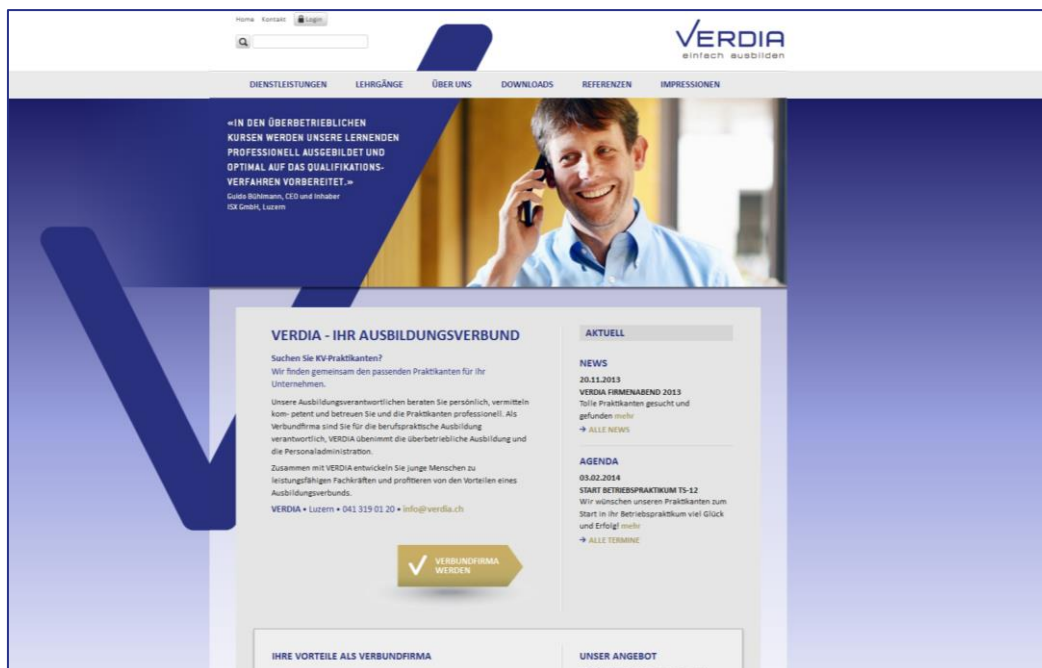 Home Kontakt Login
VERDIA
einfach ausbilden
DIENSTLEISTUNGEN LEHRGÄNGE ÜBER UNS DOWNLOADS REFERENZEN IMPRESSIONEN
«IN DEN ÜBERBETRIEBLICHEN
KURSEN WERDEN UNSERE LERNENDEN
PROFESSIONELL AUSGEBILDET UND
OPTIMAL AUF DAS QUALIFIKATIONS-
VERFAHREN VORBEREITET.»
Guido Bühlmann, CEO und Inhaber
ISX GmbH, Luzern
VERDIA - IHR AUSBILDUNGSVERBUND
Suchen Sie KV-Praktikanten?
Wir finden gemeinsam den passenden Praktikanten für Ihr
Unternehmen.
Unsere Ausbildungsverantwortlichen beraten Sie persönlich, vermitteln
kom- petent und betreuen Sie und die Praktikanten professionell. Als
Verbundfirma sind Sie für die berufspraktische Ausbildung
verantwortlich, VERDIA übenimmt die überbetriebliche Ausbildung und
die Personaladministration.
Zusammen mit VERDIA entwickeln Sie junge Menschen zu
leistungsfähigen Fachkräften und profitieren von den Vorteilen eines
Ausbildungsverbunds.
VERDIA • Luzern • 041 319 01 20 • info@verdia.ch
VERBUNDFIRMA
WERDEN
AKTUELL
NEWS
20.11.2013
VERDIA FIRMENABEND 2013
Tolle Praktikanten gesucht und
gefunden mehr
→ ALLE NEWS
AGENDA
03.02.2014
START BETRIEBSPRAKTIKUM TS-12
Wir wünschen unseren Praktikanten zum
Start in ihr Betriebspraktikum viel Glück
und Erfolg! mehr
→ ALLE TERMINE
IHRE VORTEILE ALS VERBUNDFIRMA
UNSER ANGEBOT